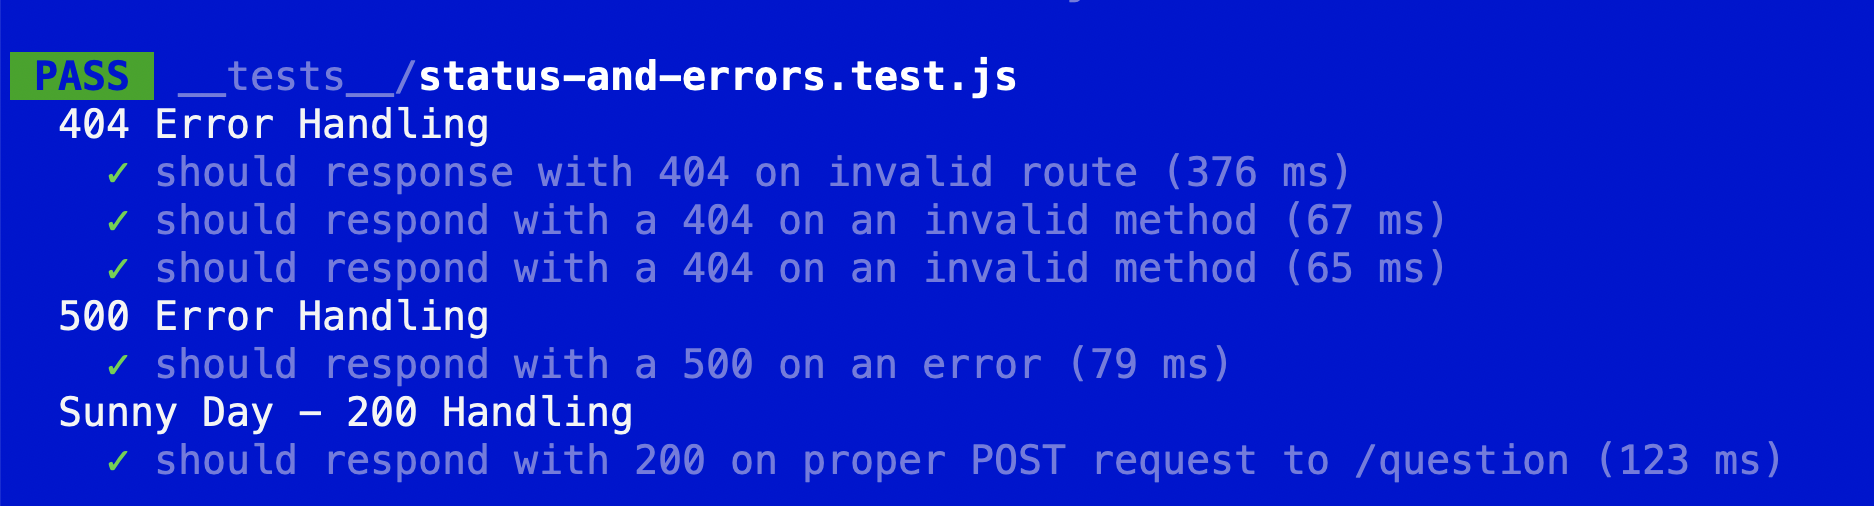 PASS __tests__/status-and-errors.test.js
404 Error Handling
✓ should response with 404 on invalid route (376 ms)
✓ should respond with a 404 on an invalid method (67 ms)
✓ should respond with a 404 on an invalid method (65 ms)
500 Error Handling
✓ should respond with a 500 on an error (79 ms)
Sunny Day – 200 Handling
✓ should respond with 200 on proper POST request to /question (123 ms)